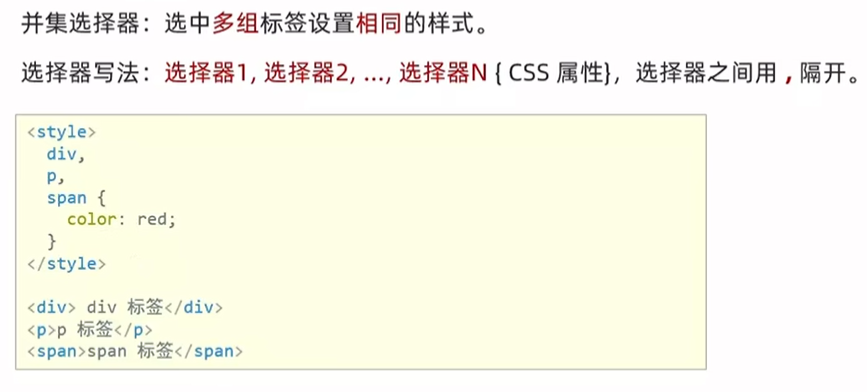 并集选择器：选中多组标签设置相同的样式。
选择器写法：选择器1, 选择器2, …, 选择器N { CSS 属性}，选择器之间用 , 隔开。
<style>
  div,
  p,
  span {
    color: red;
  }
</style>

<div> div 标签</div>
<p>p 标签</p>
<span>span 标签</span>